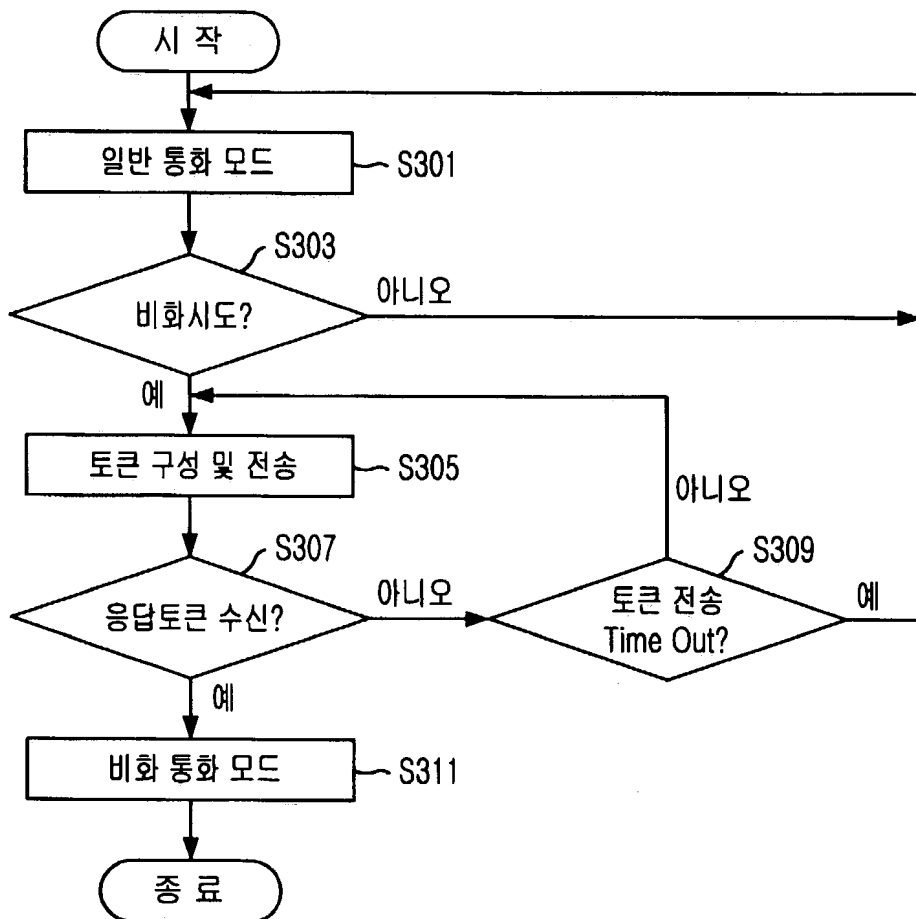 시 작
일반 통화 모드
S301
S303
비화시도?
아니오
예
토큰 구성 및 전송
S305
아니오
S307
응답토큰 수신?
아니오
S309
토큰 전송
Time Out?
예
예
비화 통화 모드
S311
종 료